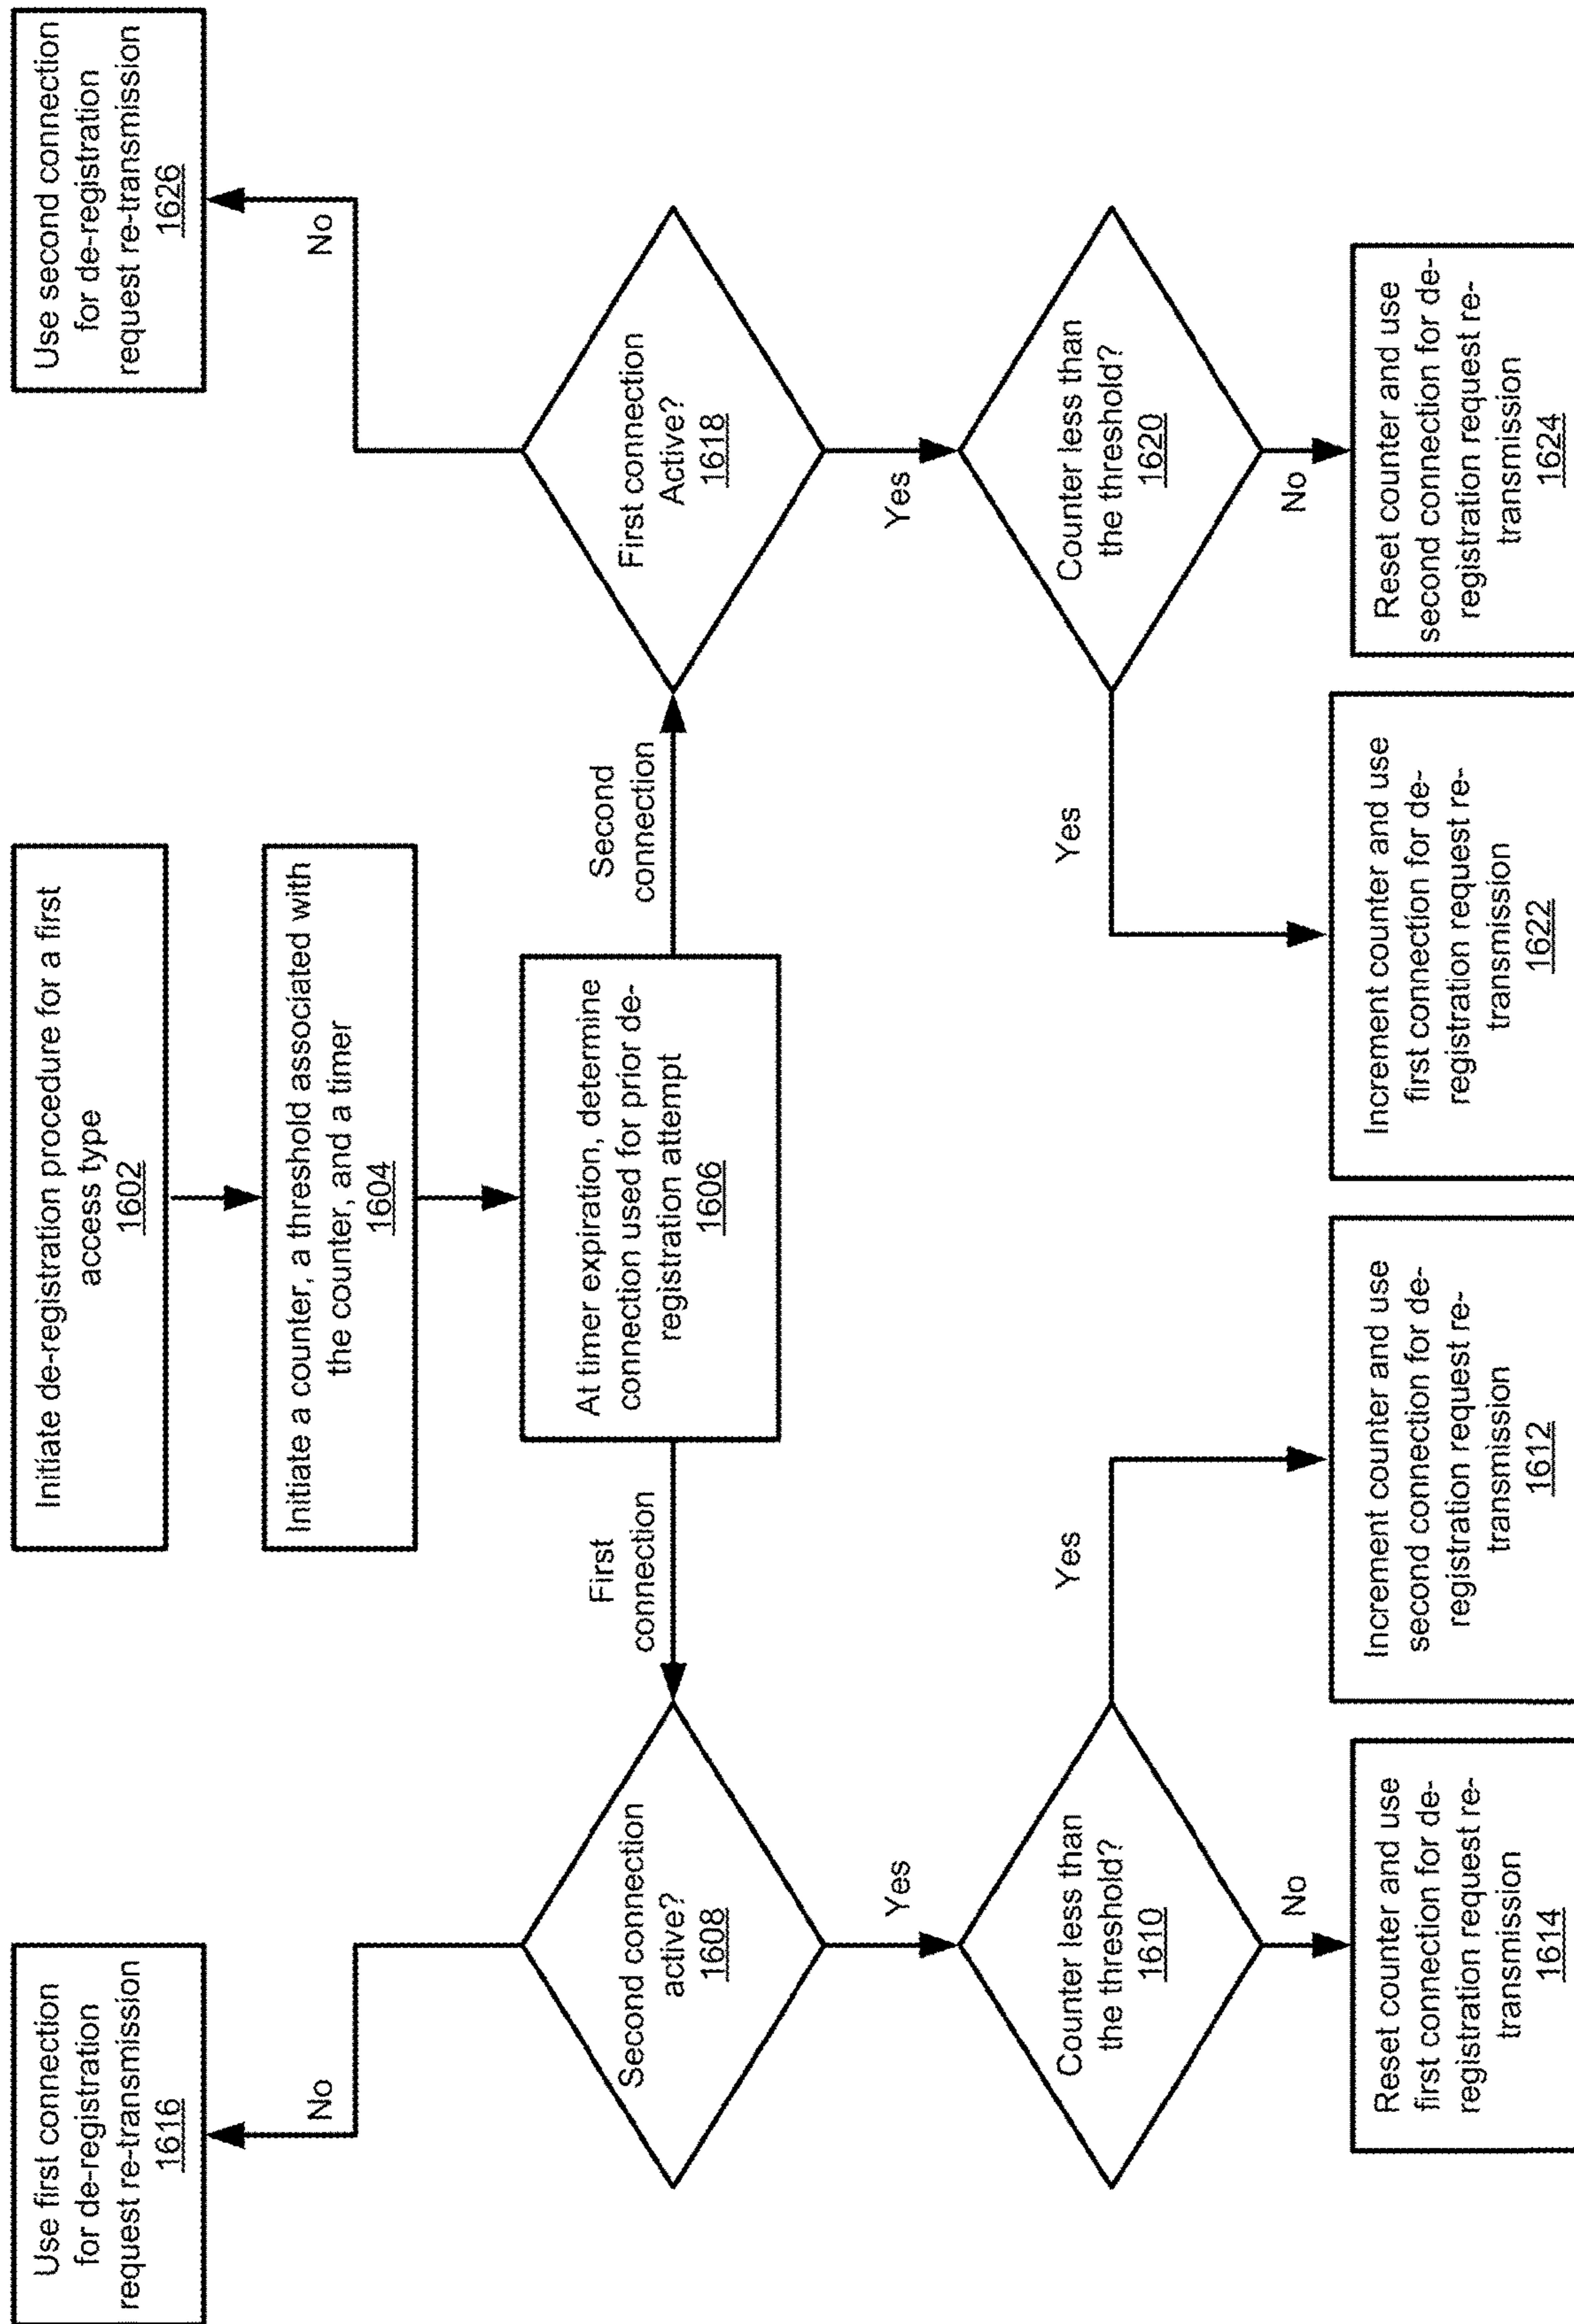 Initiate de-registration procedure for a first
access type
1602
Initiate a counter, a threshold associated with
the counter, and a timer
1604
At timer expiration, determine
connection used for prior de-
registration attempt
1606
First
connection
Second
connection
Use first connection
for de-registration
request re-transmission
1616
No
Second connection
active?
1608
Yes
Counter less than
the threshold?
1610
Yes
No
Reset counter and use
first connection for de-
registration request re-
transmission
1614
Increment counter and use
second connection for de-
registration request re-
transmission
1612
Use second connection
for de-registration
request re-transmission
1626
No
First connection
Active?
1618
Yes
Counter less than
the threshold?
1620
Yes
No
Increment counter and use
first connection for de-
registration request re-
transmission
1622
Reset counter and use
second connection for de-
registration request re-
transmission
1624